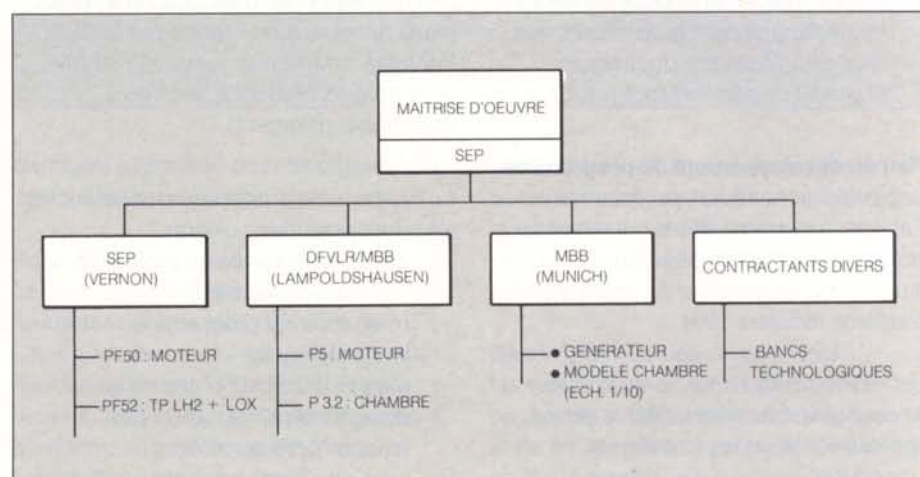 MAITRISE D'OEUVRE
SEP
SEP
(VERNON)
PF50 : MOTEUR
PF52 : TP LH2 + LOX
DFVLR/MBB
(LAMPOLDSHAUSEN)
P5 : MOTEUR
P 3.2 : CHAMBRE
MBB
(MUNICH)
● GENERATEUR
● MODELE CHAMBRE
(ECH. 1/10)
CONTRACTANTS DIVERS
BANCS
TECHNOLOGIQUES